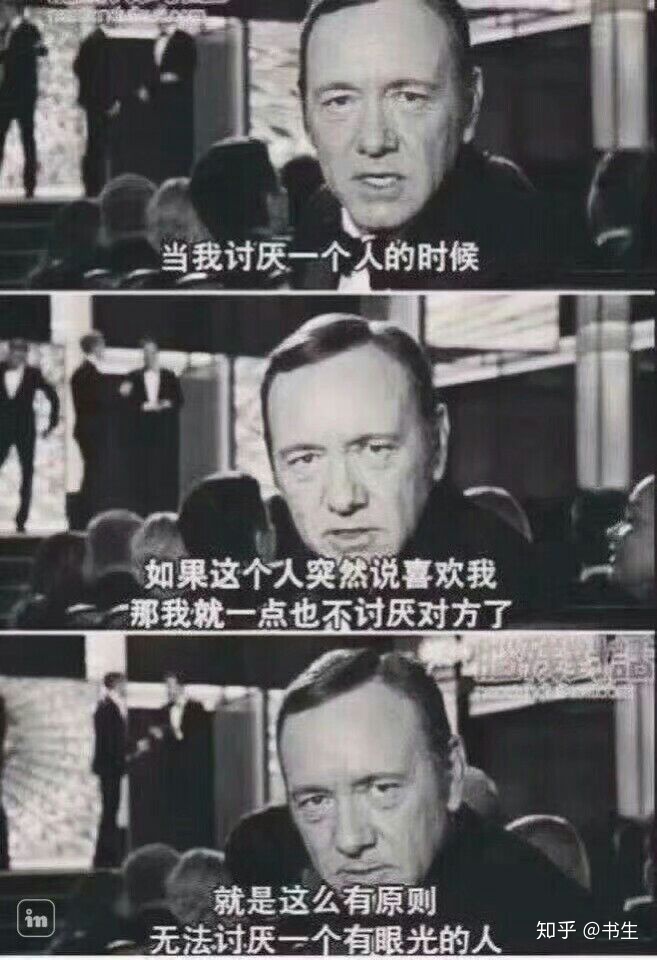 当我讨厌一个人的时候
如果这个人突然说喜欢我
那我就一点也不讨厌对方了
就是这么有原则
无法讨厌一个有眼光的人
in
知乎 @书生